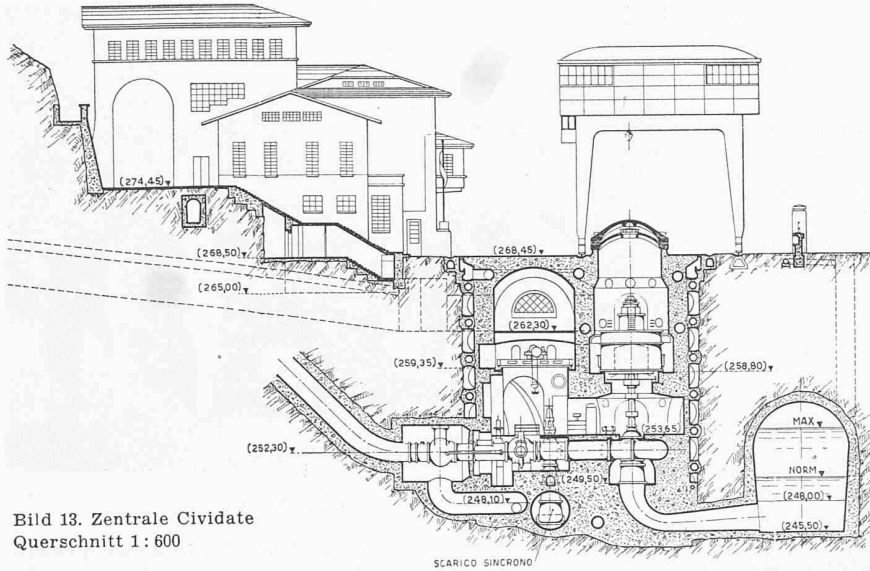 (274,45)
(268,50)
(268,45)
(265,00)
(262,30)
(259,35)
(258,80)
(253,65)
MAX
(252,30)
NORM
(249,50)
(248,10)
(248,00)
(245,50)
Bild 13. Zentrale Cividate
Querschnitt 1:600
SCARICO SINCRONO